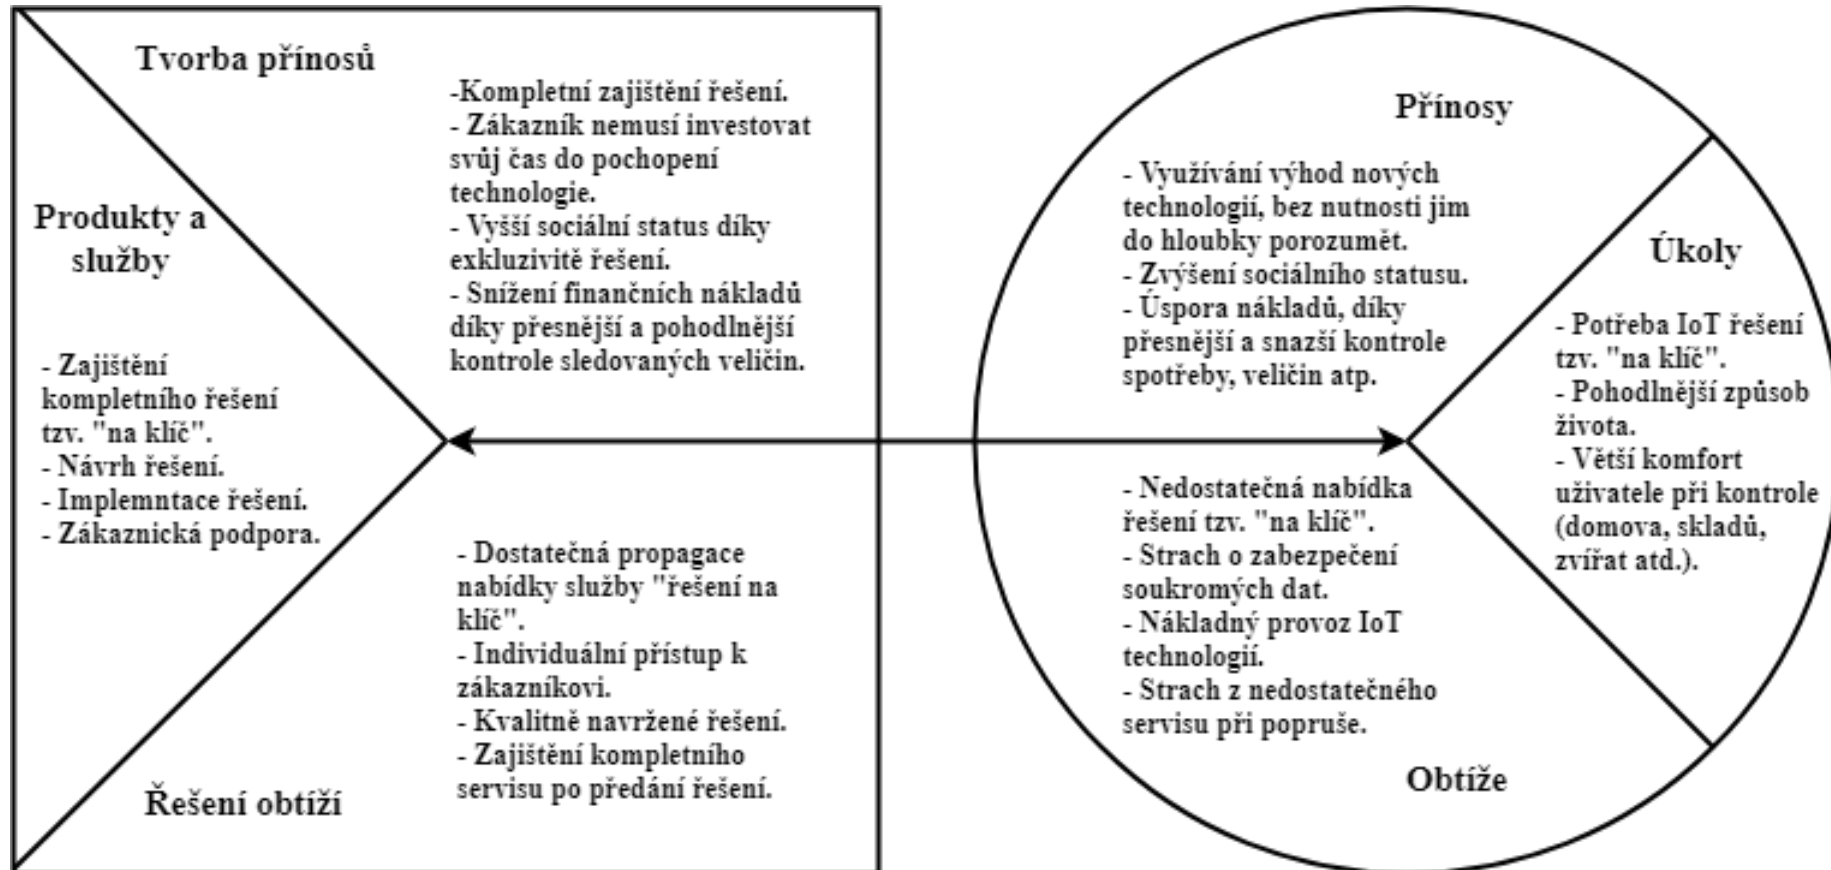 Tvorba přínosů
-Kompletní zajištění řešení.
- Zákazník nemusí investovat
svůj čas do pochopení
technologie.
- Vyšší sociální status díky
exkluzivitě řešení.
- Snížení finančních nákladů
díky přesnější a pohodlnější
kontrole sledovaných veličin.
Produkty a
služby
- Zajištění
kompletního řešení
tzv. "na klíč".
- Návrh řešení.
- Implemntace řešení.
- Zákaznická podpora.
- Dostatečná propagace
nabídky služby "řešení na
klíč".
- Individuální přístup k
zákazníkovi.
- Kvalitně navržené řešení.
- Zajištění kompletního
servisu po předání řešení.
Řešení obtíží
Přínosy
- Využívání výhod nových
technologií, bez nutnosti jim
do hloubky porozumět.
- Zvýšení sociálního statusu.
- Úspora nákladů, díky
přesnější a snazší kontrole
spotřeby, veličin atp.
Úkoly
- Potřeba IoT řešení
tzv. "na klíč".
- Pohodlnější způsob
života.
- Větší komfort
uživatele při kontrole
(domova, skladů,
zvířat atd.).
- Nedostatečná nabídka
řešení tzv. "na klíč".
- Strach o zabezpečení
soukromých dat.
- Nákladný provoz IoT
technologií.
- Strach z nedostatečného
servisu při popruše.
Obtíže